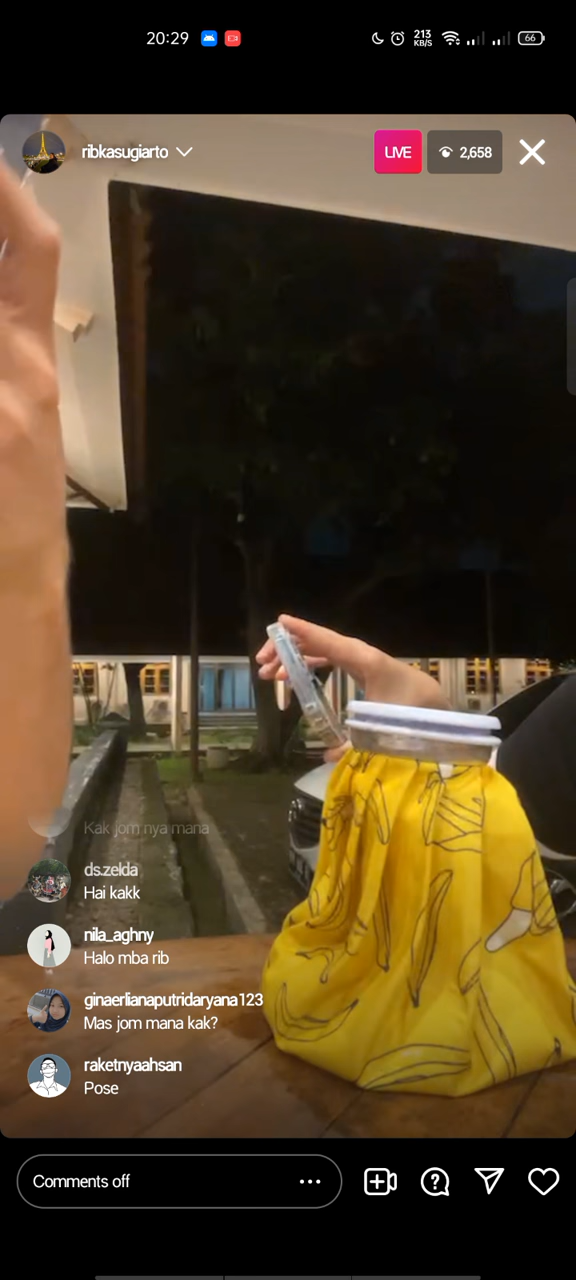 20:29
213
KB/S
66
ribkasugiarto
LIVE
2,658
Kak jom nya mana
ds.zelda
Hai kakk
nila_aghny
Halo mba rib
ginaerlianaputridaryana123
Mas jom mana kak?
raketnyaahsan
Pose
Comments off